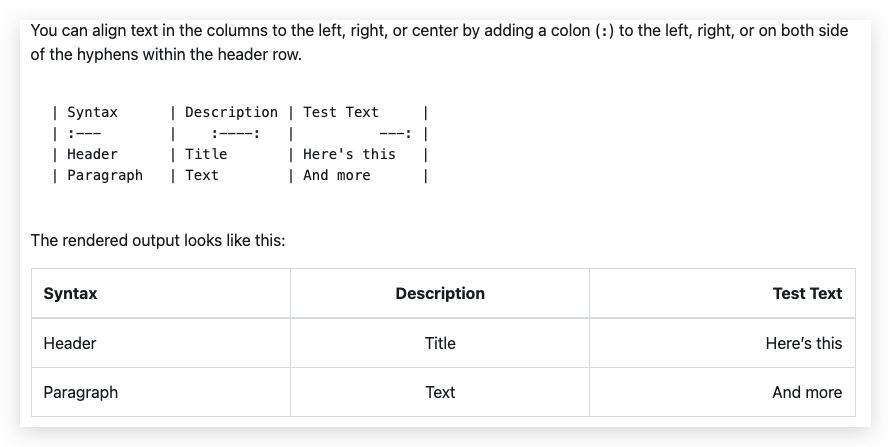 You can align text in the columns to the left, right, or center by adding a colon (:) to the left, right, or on both side
of the hyphens within the header row.
| Syntax      | Description | Test Text     |
| :---        |    :----:   |          ---: |
| Header      | Title       | Here's this   |
| Paragraph   | Text        | And more      |
The rendered output looks like this:
Syntax Description Test Text
Header Title Here’s this
Paragraph Text And more